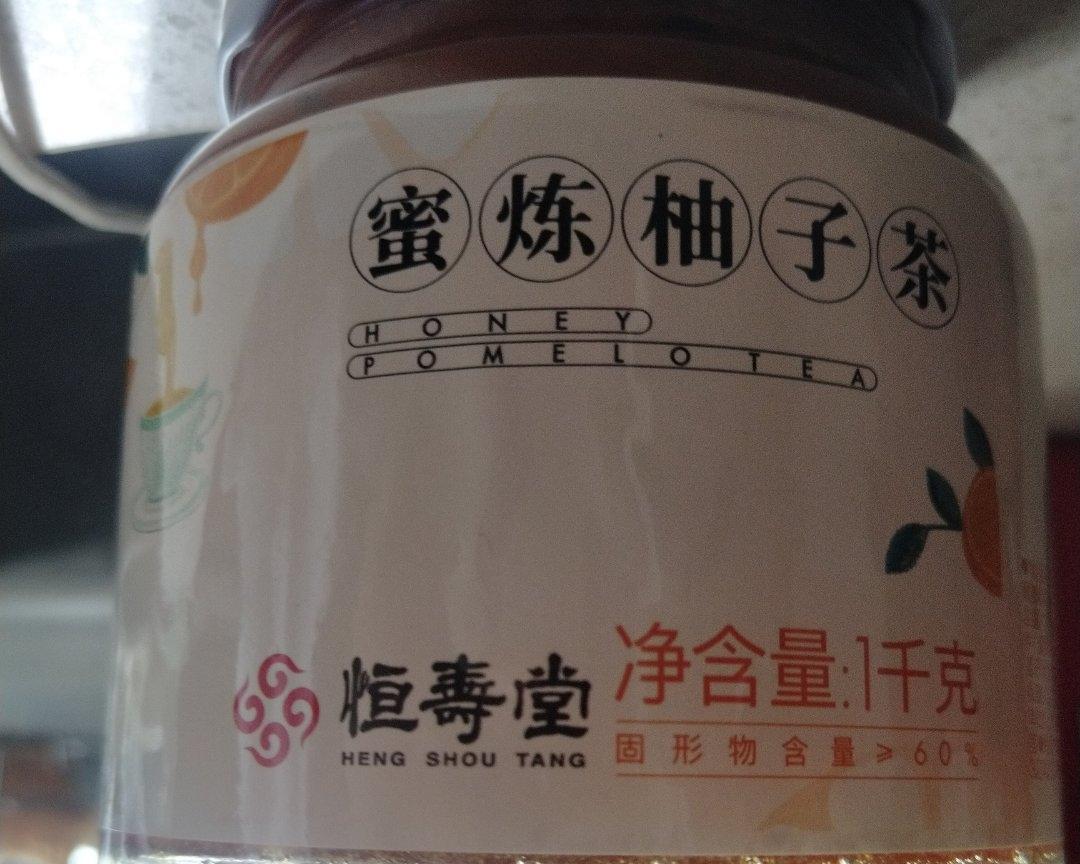 蜜炼柚子茶
HONEY
POMELO TEA
恒壽堂
HENG SHOU TANG
净含量:1千克
固形物含量≥60%